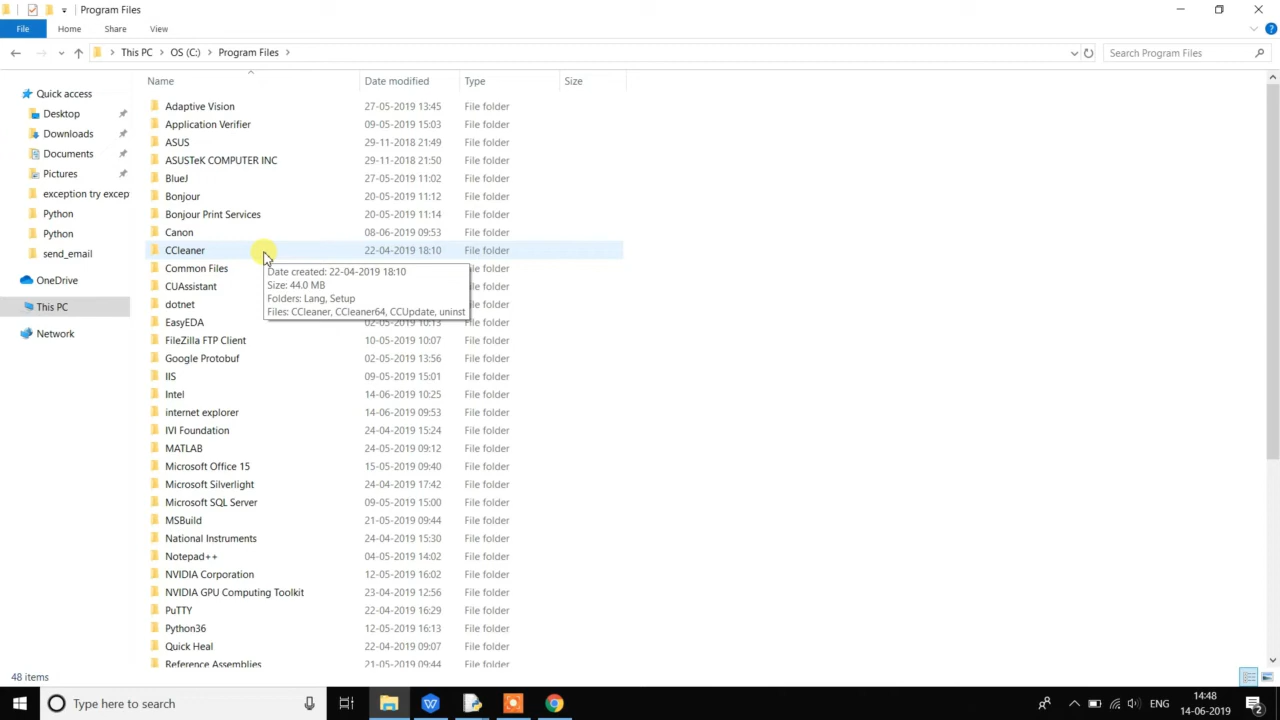 Program Files
File Home Share View
This PC > OS (C:) > Program Files >
Search Program Files
Name Date modified Type Size
Quick access
Desktop
Downloads
Documents
Pictures
exception try excep
Python
Python
send_email
OneDrive
This PC
Network
Adaptive Vision 27-05-2019 13:45 File folder
Application Verifier 09-05-2019 15:03 File folder
ASUS 29-11-2018 21:49 File folder
ASUSTeK COMPUTER INC 29-11-2018 21:50 File folder
BlueJ 27-05-2019 11:02 File folder
Bonjour 20-05-2019 11:12 File folder
Bonjour Print Services 20-05-2019 11:14 File folder
Canon 08-06-2019 09:53 File folder
CCleaner 22-04-2019 18:10 File folder
Common Files File folder
Date created: 22-04-2019 18:10
Size: 44.0 MB
Folders: Lang, Setup
Files: CCleaner, CCleaner64, CCUpdate, uninst
CUAssistant File folder
dotnet File folder
EasyEDA 02-05-2019 10:13 File folder
FileZilla FTP Client 10-05-2019 10:07 File folder
Google Protobuf 02-05-2019 13:56 File folder
IIS 09-05-2019 15:01 File folder
Intel 14-06-2019 10:25 File folder
internet explorer 14-06-2019 09:53 File folder
IVI Foundation 24-04-2019 15:24 File folder
MATLAB 24-05-2019 09:12 File folder
Microsoft Office 15 15-05-2019 09:40 File folder
Microsoft Silverlight 24-04-2019 17:42 File folder
Microsoft SQL Server 09-05-2019 15:00 File folder
MSBuild 21-05-2019 09:44 File folder
National Instruments 24-04-2019 15:30 File folder
Notepad++ 04-05-2019 14:02 File folder
NVIDIA Corporation 12-05-2019 16:02 File folder
NVIDIA GPU Computing Toolkit 23-04-2019 12:56 File folder
PuTTY 22-04-2019 16:29 File folder
Python36 12-05-2019 16:13 File folder
Quick Heal 22-04-2019 09:07 File folder
Reference Assemblies 21-05-2019 09:44 File folder
48 items
Type here to search
ENG
14:48
14-06-2019
2